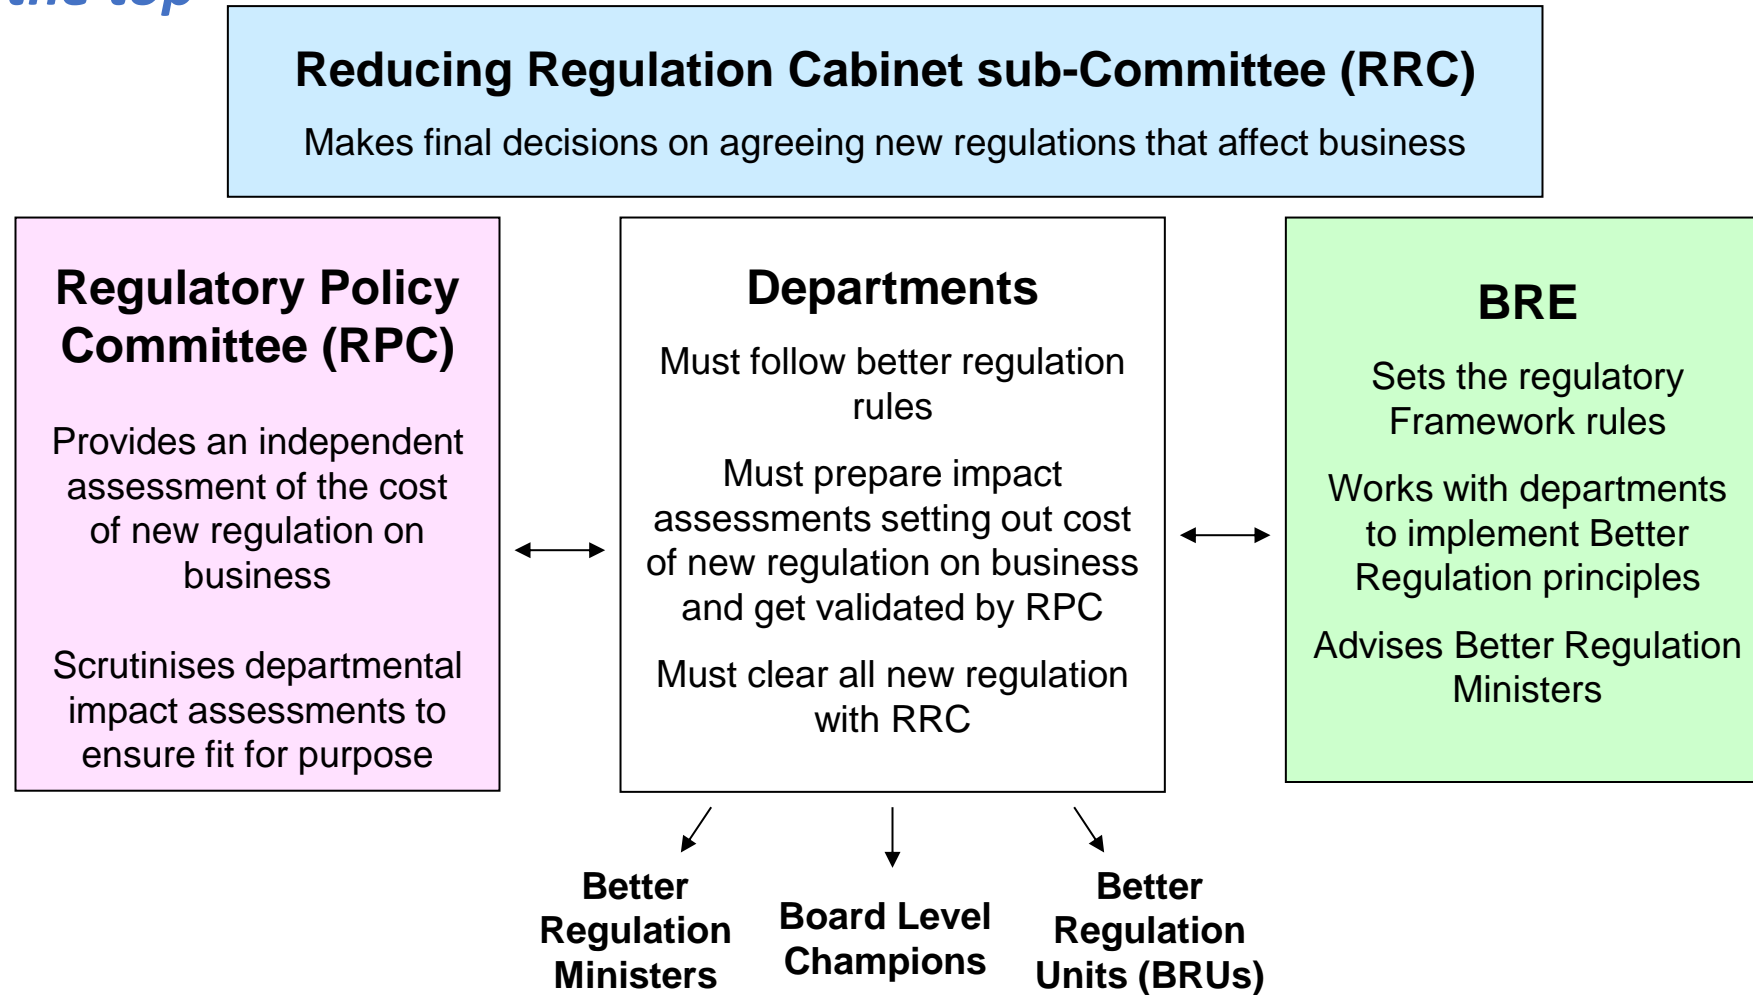 the top
Reducing Regulation Cabinet sub-Committee (RRC)
Makes final decisions on agreeing new regulations that affect business
Regulatory Policy
Committee (RPC)
Provides an independent
assessment of the cost
of new regulation on
business
Scrutinises departmental
impact assessments to
ensure fit for purpose
Departments
Must follow better regulation
rules
Must prepare impact
assessments setting out cost
of new regulation on business
and get validated by RPC
Must clear all new regulation
with RRC
BRE
Sets the regulatory
Framework rules
Works with departments
to implement Better
Regulation principles
Advises Better Regulation
Ministers
Better
Regulation
Ministers
Board Level
Champions
Better
Regulation
Units (BRUs)